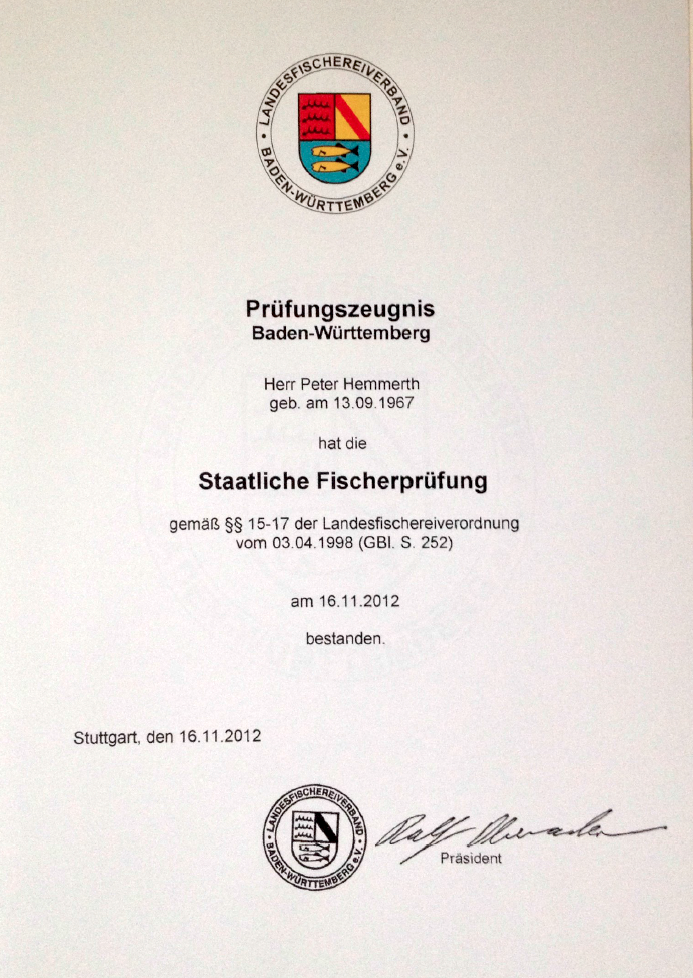 LANDESFISCHEREIVERBAND
BADEN-WÜRTTEMBERG e.V.
Prüfungszeugnis
Baden-Württemberg
Herr Peter Hemmerth
geb. am 13.09.1967
hat die
Staatliche Fischerprüfung
gemäß §§ 15-17 der Landesfischereiverordnung
vom 03.04.1998 (GBl. S. 252)
am 16.11.2012
bestanden.
Stuttgart, den 16.11.2012
LANDESFISCHEREIVERBAND
BADEN-WÜRTTEMBERG e.V.
Ralf
Präsident